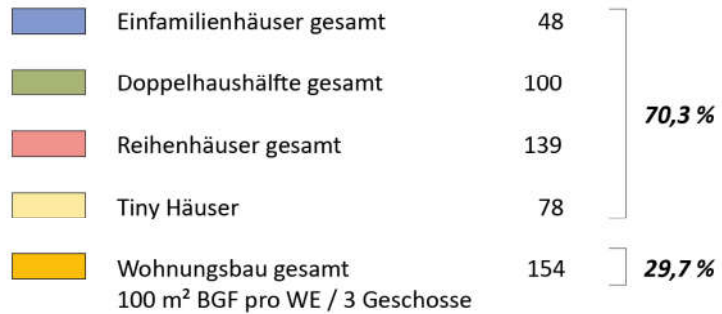 Einfamilienhäuser gesamt 48
Doppelhaushälfte gesamt 100
70,3 %
Reihenhäuser gesamt 139
Tiny Häuser 78
Wohnungsbau gesamt 154 29,7 %
100 m² BGF pro WE / 3 Geschosse